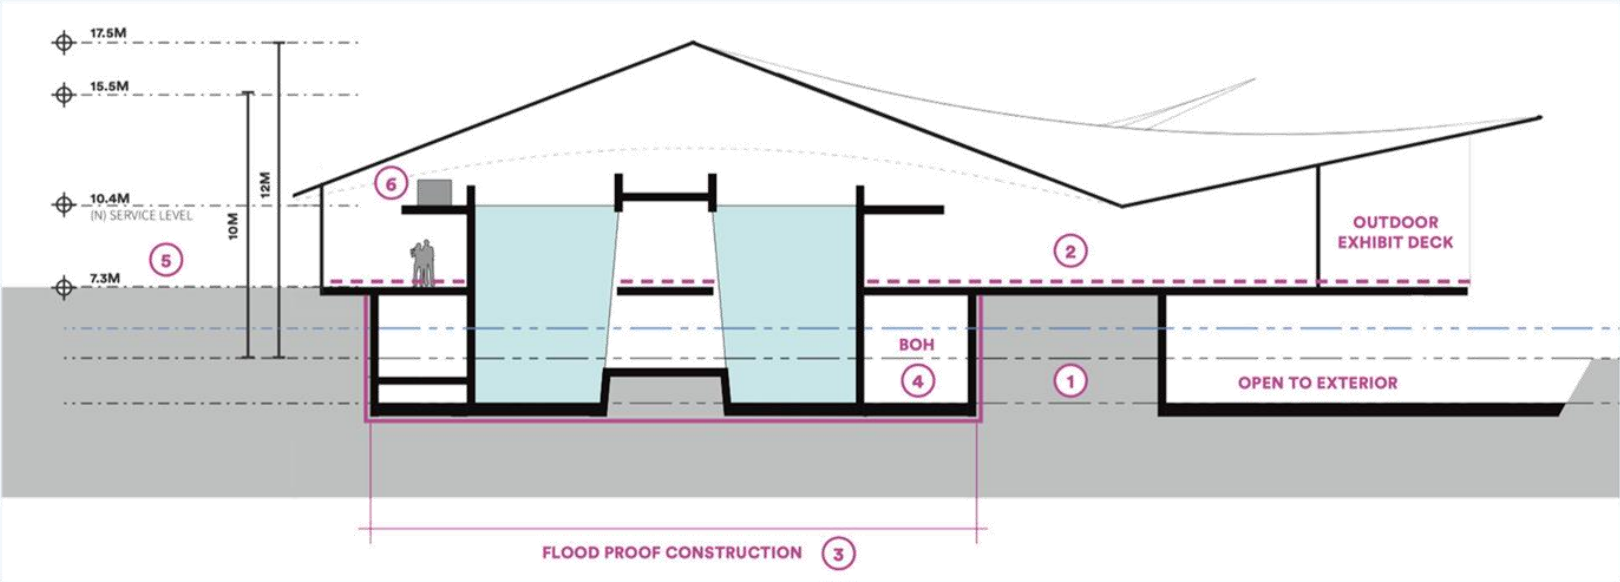 17.5M
15.5M
12M
6
10.4M
(N) SERVICE LEVEL
10M
OUTDOOR
EXHIBIT DECK
2
5
7.3M
BOH
4
1
OPEN TO EXTERIOR
FLOOD PROOF CONSTRUCTION 3